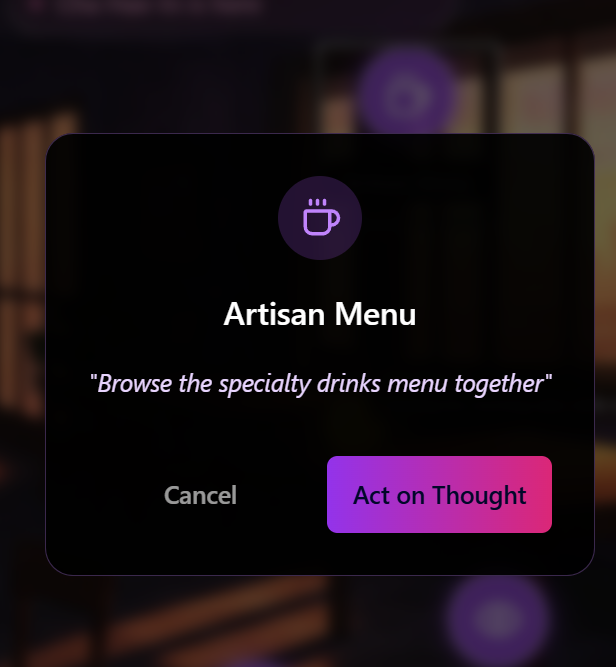 Artisan Menu
"Browse the specialty drinks menu together"
Cancel
Act on Thought